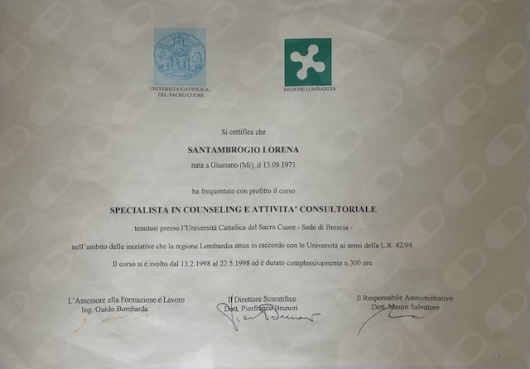 UNIVERSITÀ CATTOLICA
DEL SACRO CUORE
REGIONE LOMBARDIA
Si certifica che
SANTAMBROGIO LORENA
nata a Giussano (Mi), il 13.09.1971
ha frequentato con profitto il corso
SPECIALISTA IN COUNSELING E ATTIVITA' CONSULTORIALE
tenutosi presso l'Università Cattolica del Sacro Cuore - Sede di Brescia -
nell'ambito delle iniziative che la regione Lombardia attua in raccordo con le Università ai sensi della L.R. 42/94.
Il corso si è svolto dal 13.2.1998 al 22.5.1998 ed è durato complessivamente n.300 ore.
L'Assessore alla Formazione e Lavoro
Ing. Guido Bombarda
Il Direttore Scientifico
Dott. Pierfranco Brunori
Il Responsabile Amministrativo
Dott. Mauro Salvatore